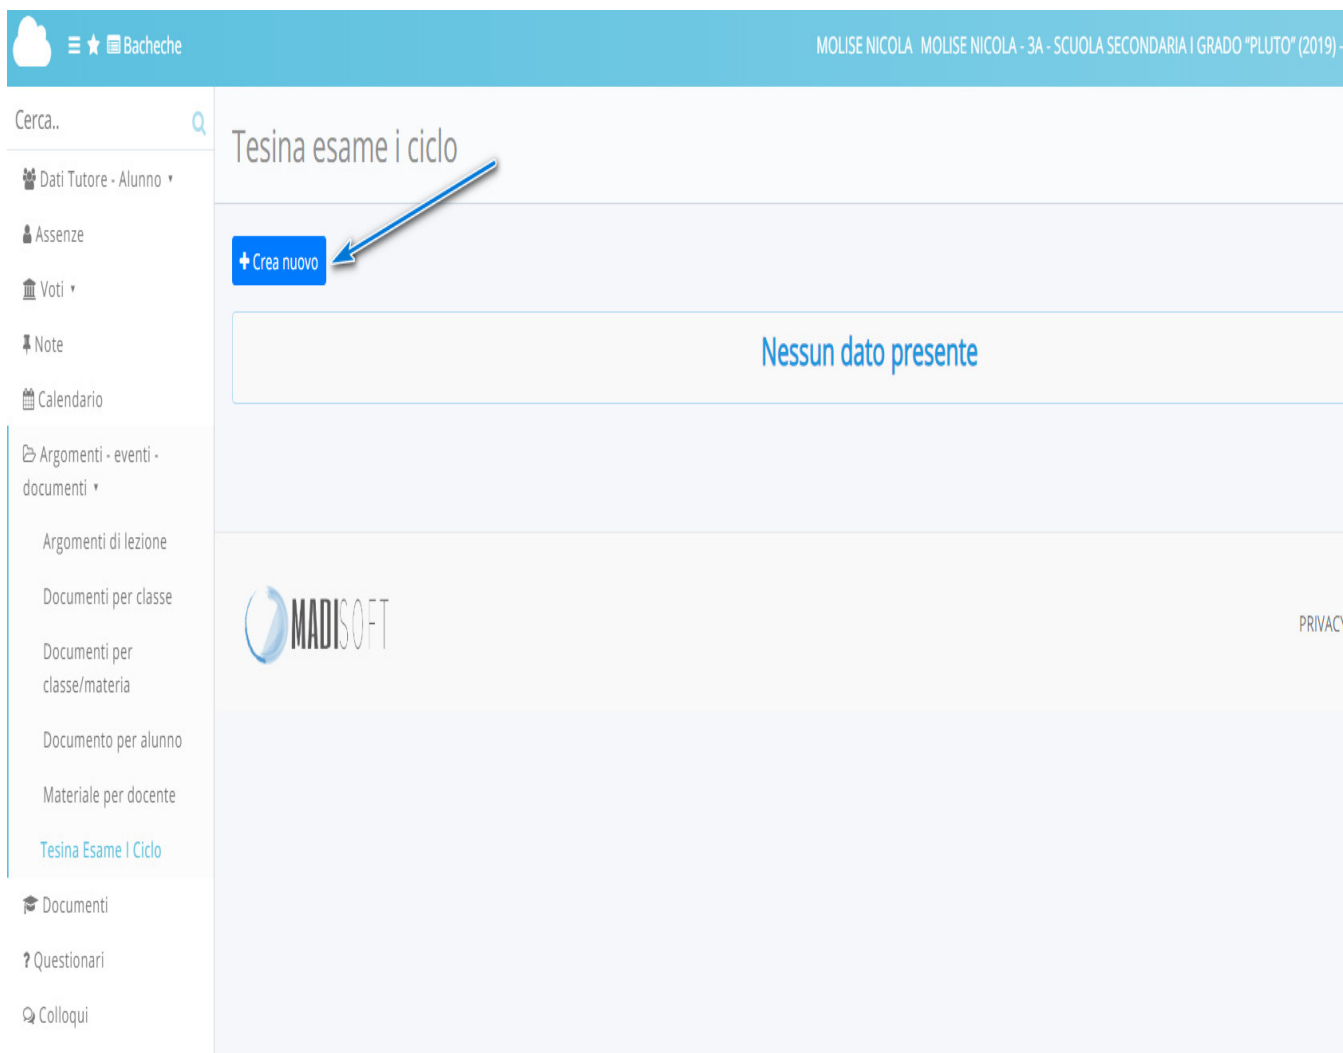 Bacheche
MOLISE NICOLA MOLISE NICOLA - 3A - SCUOLA SECONDARIA I GRADO "PLUTO" (2019) -
Cerca..
Dati Tutore - Alunno
Assenze
Voti
Note
Calendario
Argomenti - eventi -
documenti
Argomenti di lezione
Documenti per classe
Documenti per
classe/materia
Documento per alunno
Materiale per docente
Tesina Esame I Ciclo
Documenti
? Questionari
Colloqui
Tesina esame i ciclo
+ Crea nuovo
Nessun dato presente
MADISOFT
PRIVACY